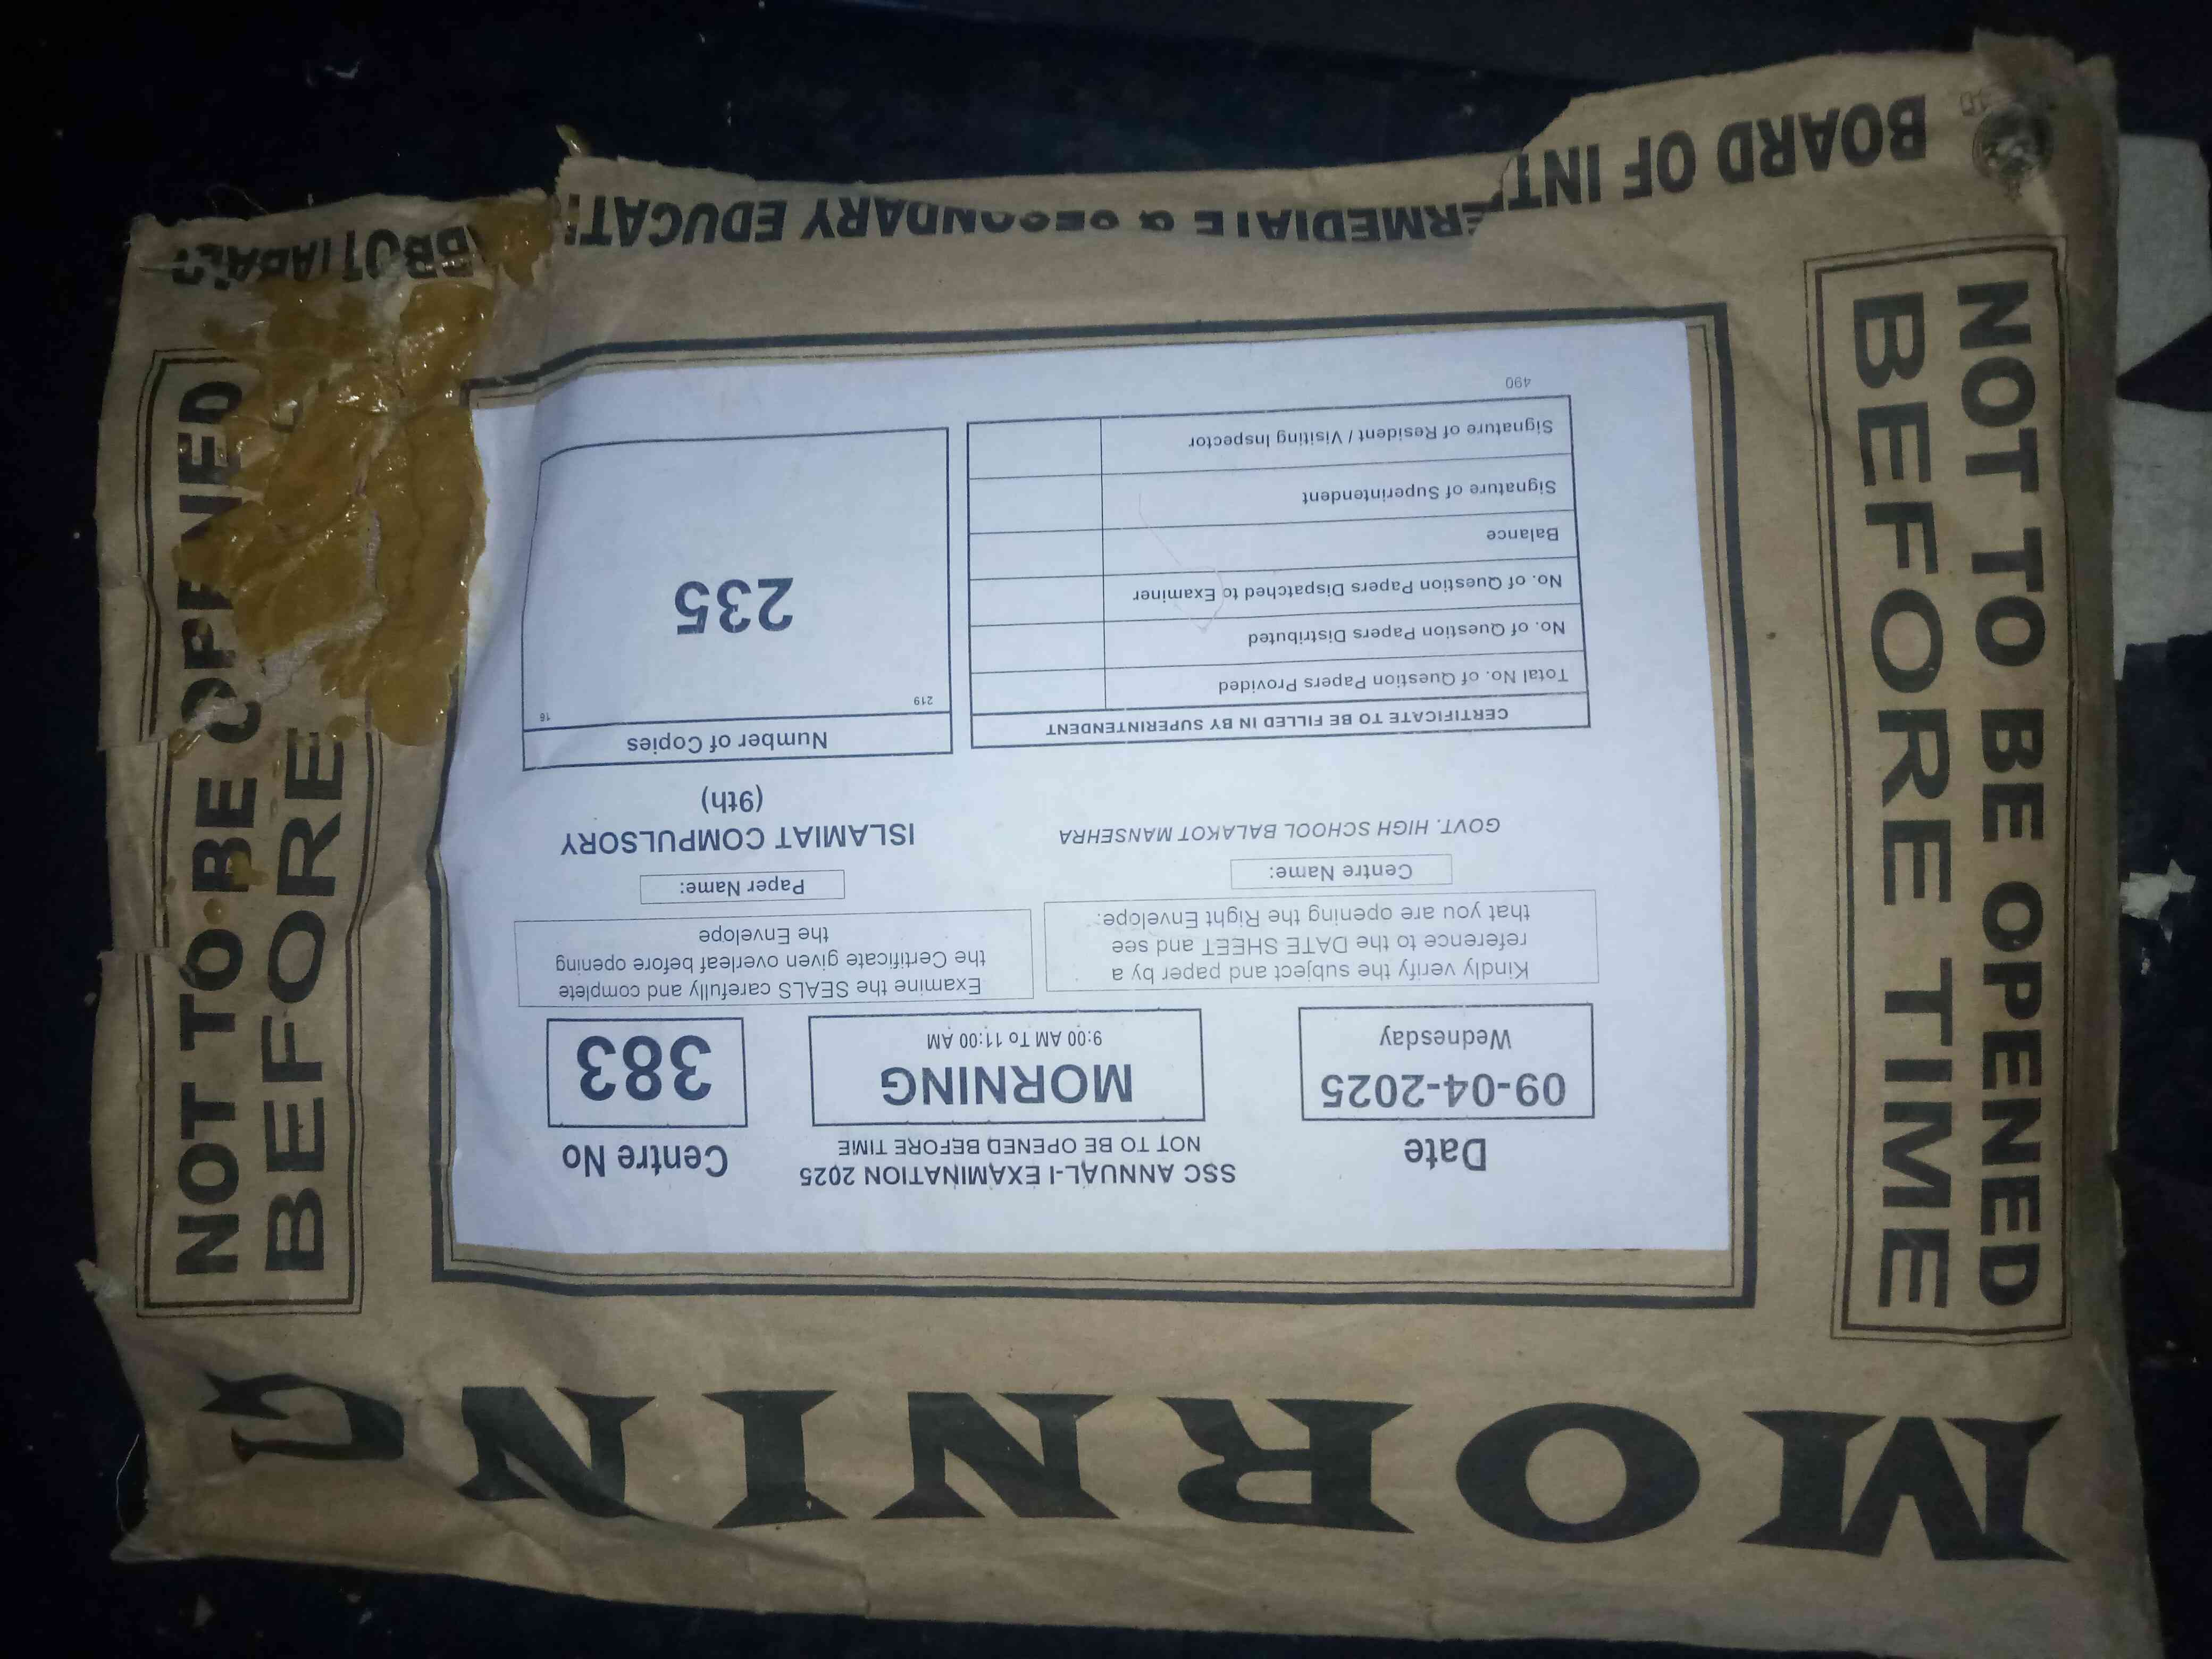 BOARD OF INTERMEDIATE & SECONDARY EDUCATI
BBOTTABAD
NOT TO BE OPENED
BEFORE TIME
NOT TO BE OPENED
BEFORE
SSC ANNUAL-I EXAMINATION 2025
NOT TO BE OPENED BEFORE TIME
Date
09-04-2025
Wednesday
MORNING
9:00 AM To 11:00 AM
Centre No
383
Kindly verify the subject and paper by a
reference to the DATE SHEET and see
that you are opening the Right Envelope.
Examine the SEALS carefully and complete
the Certificate given overleaf before opening
the Envelope
Centre Name:
GOVT. HIGH SCHOOL BALAKOT MANSEHRA
Paper Name:
ISLAMIAT COMPULSORY
(9th)
CERTIFICATE TO BE FILLED IN BY SUPERINTENDENT
Total No. of Question Papers Provided
No. of Question Papers Distributed
No. of Question Papers Dispatched to Examiner
Balance
Signature of Superintendent
Signature of Resident / Visiting Inspector
490
Number of Copies
219 16
235
MORNING